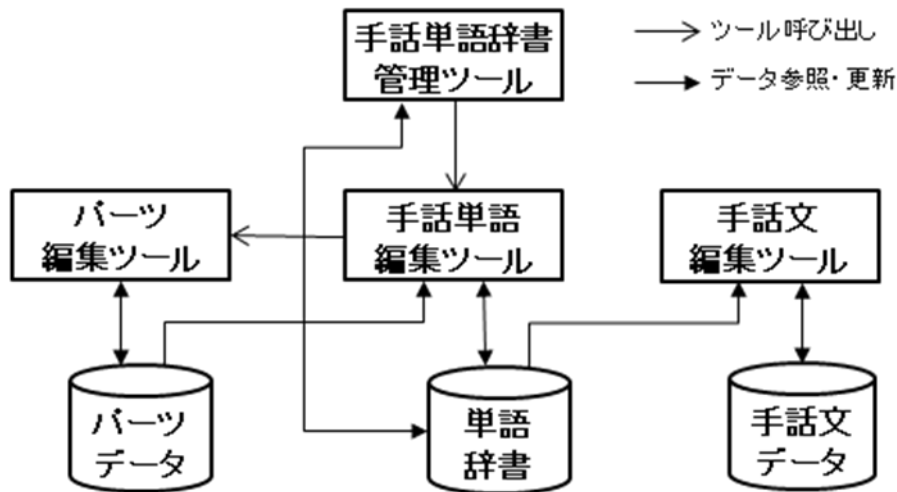 手話単語辞書
管理ツール
ツール呼び出し
データ参照・更新
パーツ
編集ツール
手話単語
編集ツール
手話文
編集ツール
パーツ
データ
単語
辞書
手話文
データ